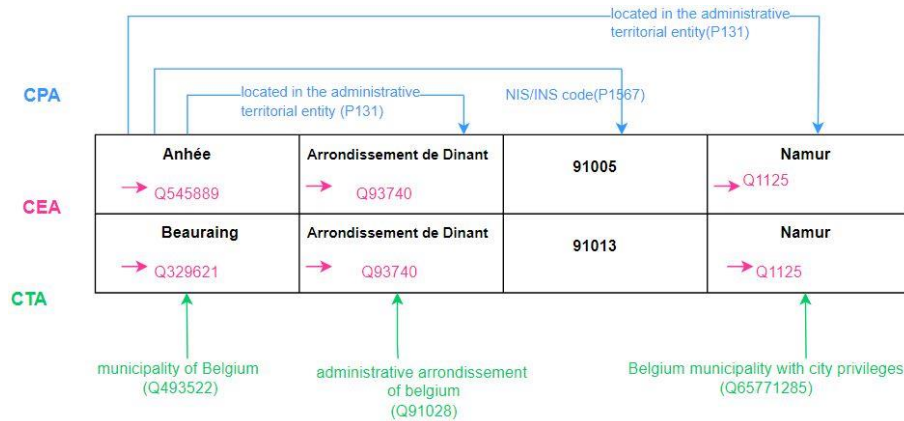 located in the administrative
territorial entity(P131)
CPA
located in the administrative
territorial entity (P131)
NIS/INS code(P1567)
Anhée
Arrondissement de Dinant
91005
Namur
Q545889
Q93740
Q1125
CEA
Beauraing
Arrondissement de Dinant
91013
Namur
Q329621
Q93740
Q1125
CTA
municipality of Belgium
(Q493522)
administrative arrondissement
of belgium
(Q91028)
Belgium municipality with city privileges
(Q65771285)